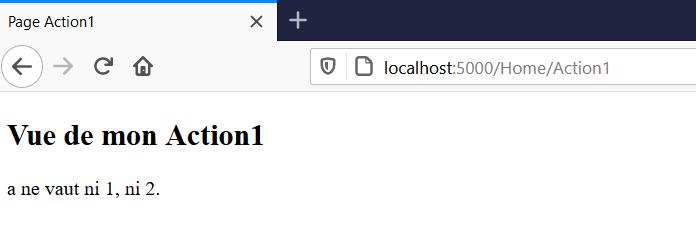 Page Action1
localhost:5000/Home/Action1
Vue de mon Action1
a ne vaut ni 1, ni 2.